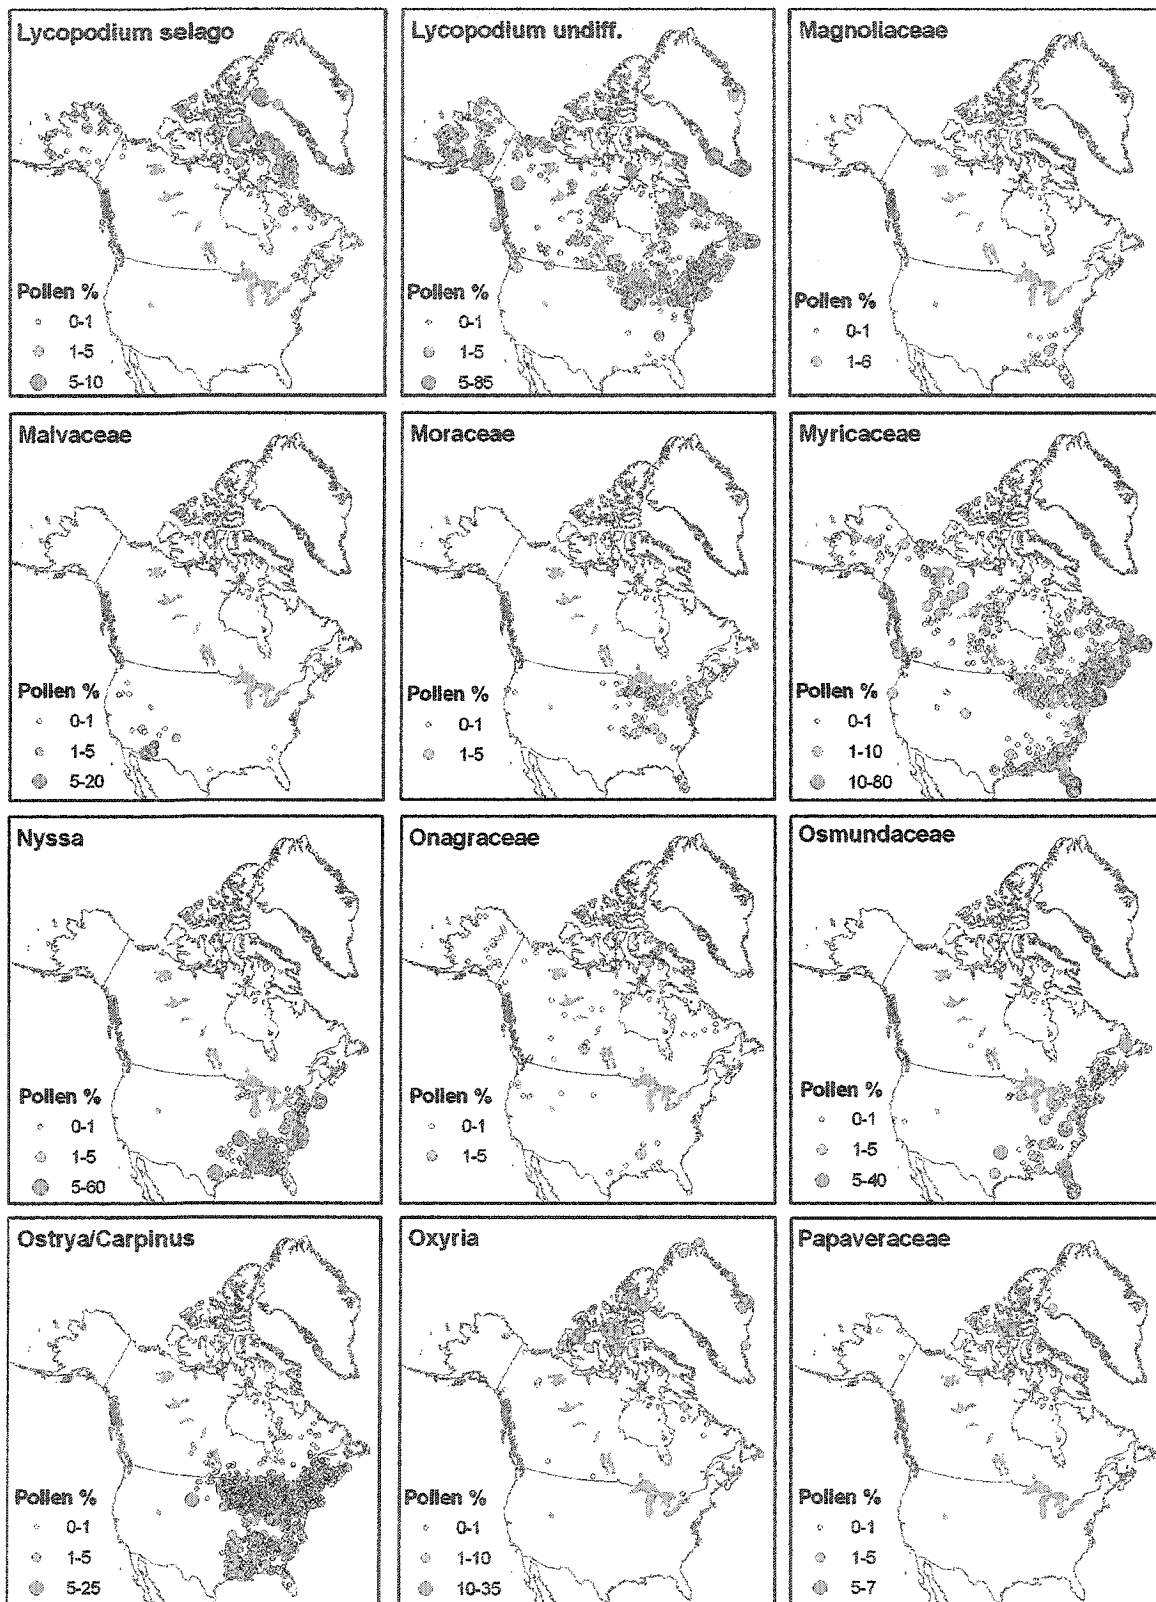 Lycopodium selago
Pollen %
0-1
1-5
5-10
Lycopodium undiff.
Pollen %
0-1
1-5
5-85
Magnoliaceae
Pollen %
0-1
1-6
Malvaceae
Pollen %
0-1
1-5
5-20
Moraceae
Pollen %
0-1
1-5
Myricaceae
Pollen %
0-1
1-10
10-80
Nyssa
Pollen %
0-1
1-5
5-60
Onagraceae
Pollen %
0-1
1-5
Osmundaceae
Pollen %
0-1
1-5
5-40
Ostrya/Carpinus
Pollen %
0-1
1-5
5-25
Oxyria
Pollen %
0-1
1-10
10-35
Papaveraceae
Pollen %
0-1
1-5
5-7